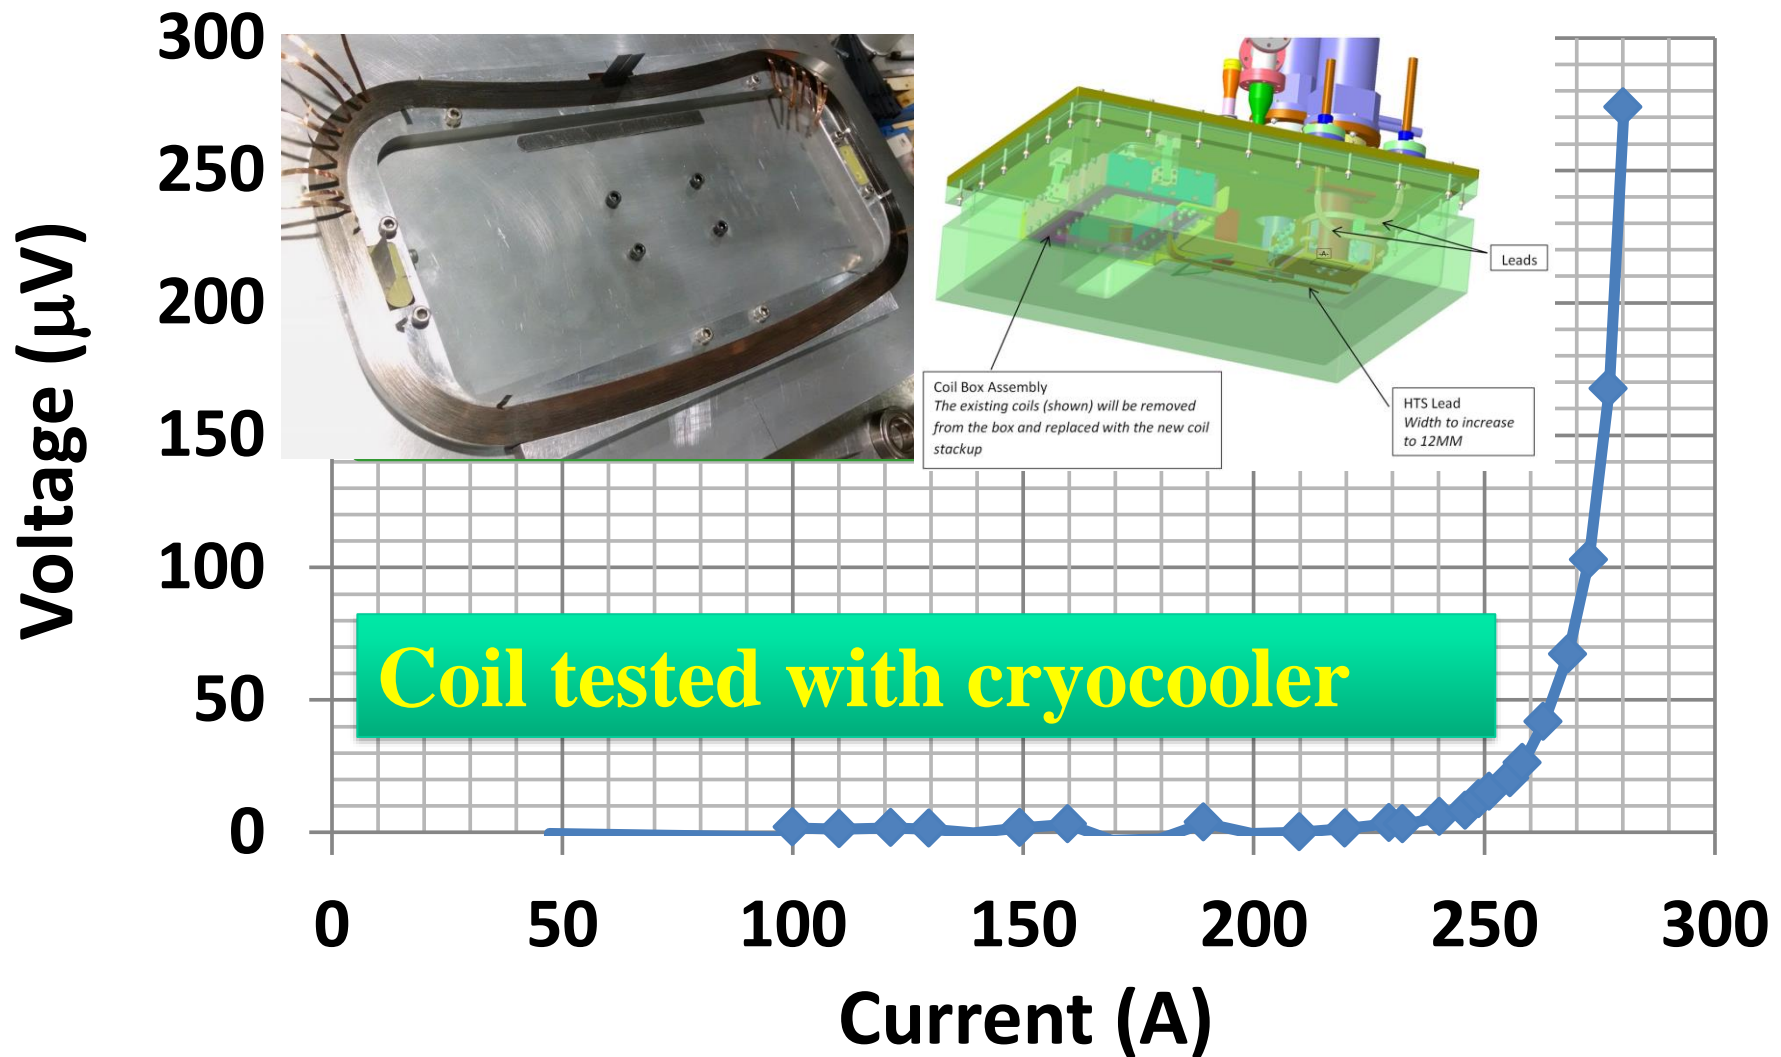 Voltage (µV)
300
250
200
150
100
50
0
Leads
-A-
Coil Box Assembly
The existing coils (shown) will be removed
from the box and replaced with the new coil
stackup
HTS Lead
Width to increase
to 12MM
Coil tested with cryocooler
0 50 100 150 200 250 300
Current (A)